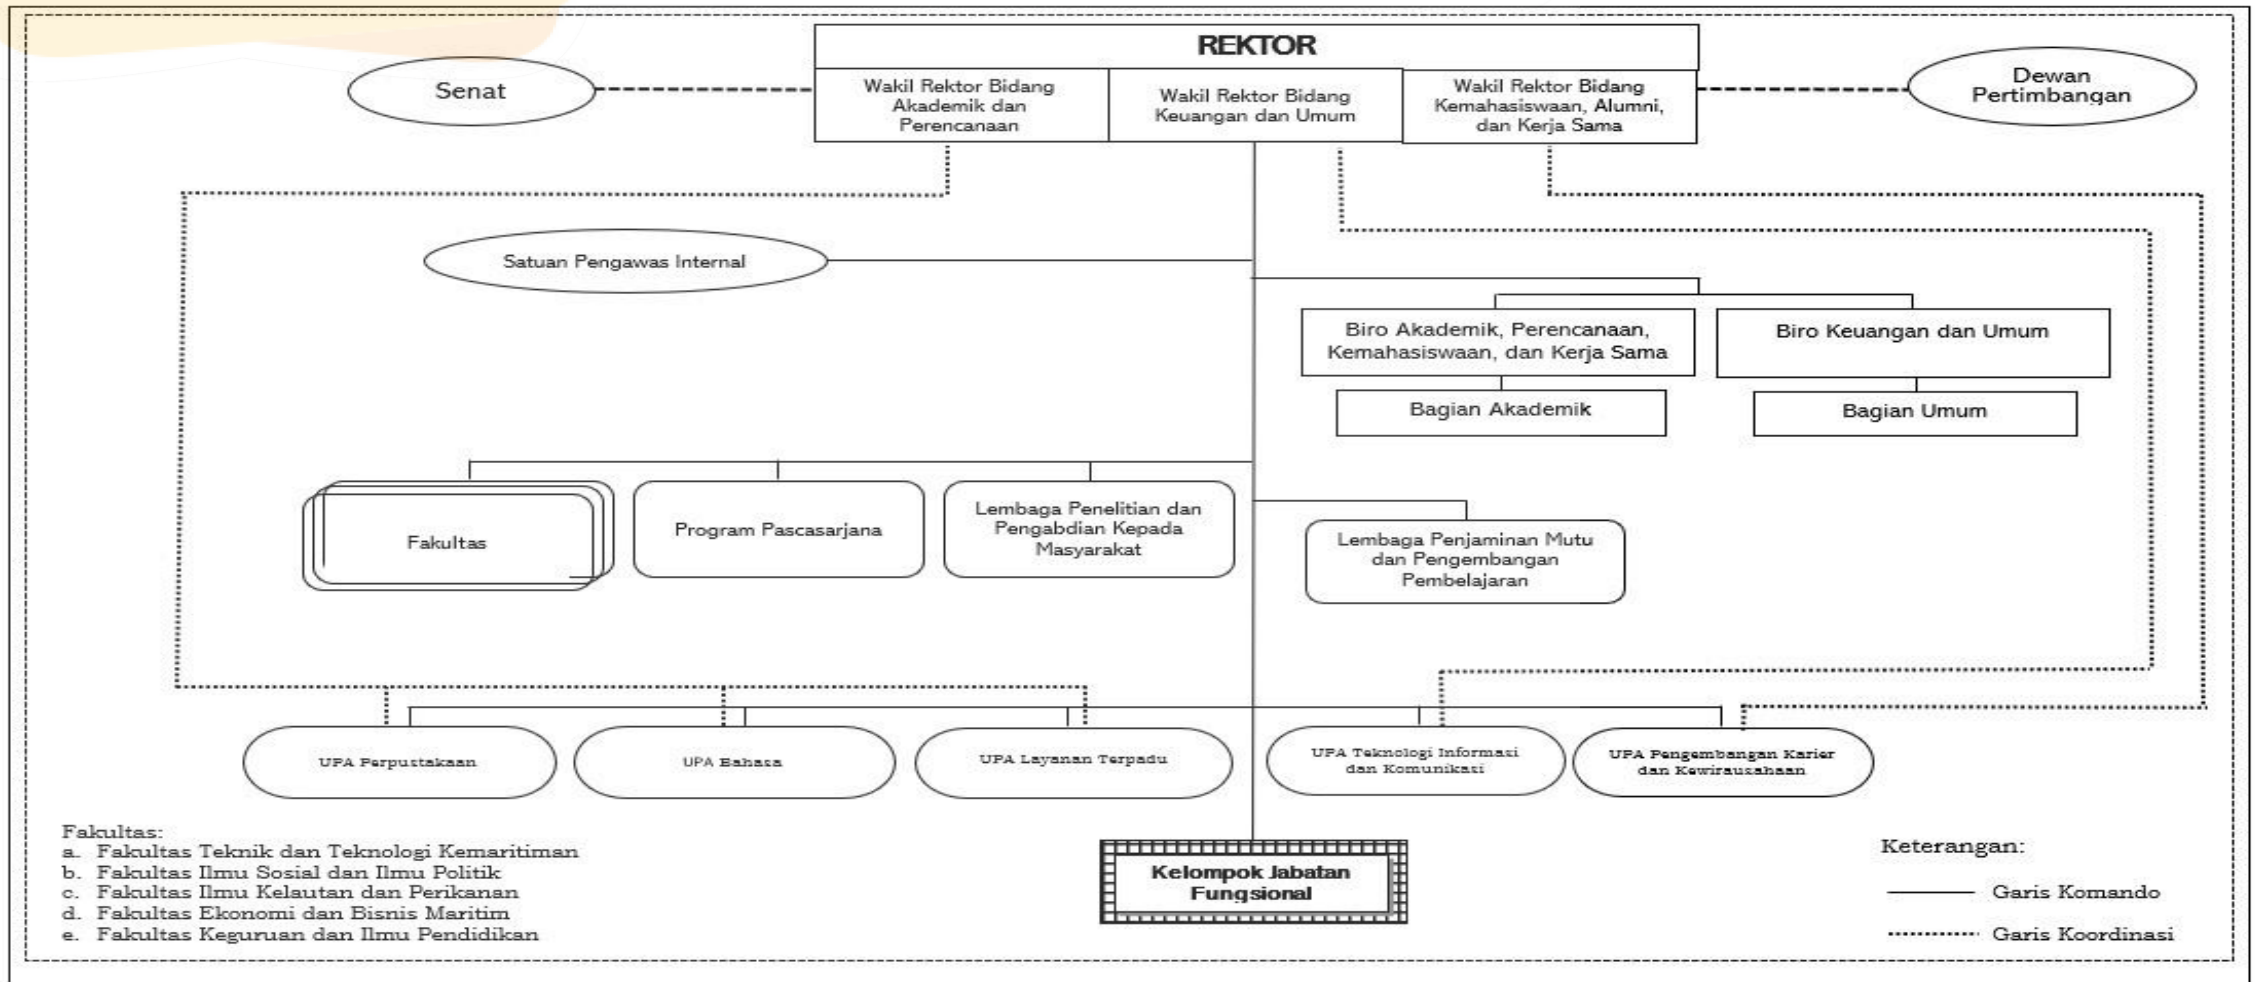 REKTOR
Senat
Wakil Rektor Bidang
Akademik dan
Perencanaan
Wakil Rektor Bidang
Keuangan dan Umum
Wakil Rektor Bidang
Kemahasiswaan, Alumni,
dan Kerja Sama
Dewan
Pertimbangan
Satuan Pengawas Internal
Biro Akademik, Perencanaan,
Kemahasiswaan, dan Kerja Sama
Biro Keuangan dan Umum
Bagian Akademik
Bagian Umum
Fakultas
Program Pascasarjana
Lembaga Penelitian dan
Pengabdian Kepada
Masyarakat
Lembaga Penjaminan Mutu
dan Pengembangan
Pembelajaran
UPA Perpustakaan
UPA Bahasa
UPA Layanan Terpadu
UPA Teknologi Informasi
dan Komunikasi
UPA Pengembangan Karier
dan Kewirausahaan
Fakultas:
a. Fakultas Teknik dan Teknologi Kemaritiman
b. Fakultas Ilmu Sosial dan Ilmu Politik
c. Fakultas Ilmu Kelautan dan Perikanan
d. Fakultas Ekonomi dan Bisnis Maritim
e. Fakultas Keguruan dan Ilmu Pendidikan
Kelompok Jabatan
Fungsional
Keterangan:
Garis Komando
Garis Koordinasi